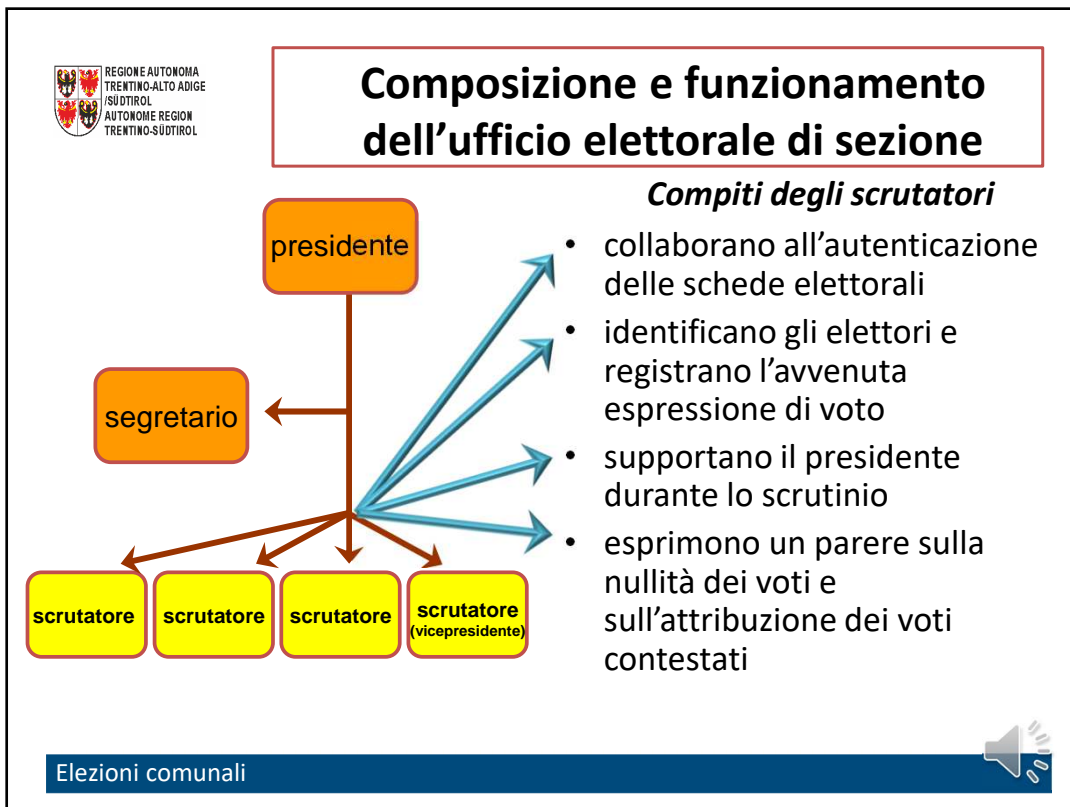 REGIONE AUTONOMA
TRENTINO-ALTO ADIGE
/SÜDTIROL
AUTONOME REGION
TRENTINO-SÜDTIROL
Composizione e funzionamento
dell’ufficio elettorale di sezione
Compiti degli scrutatori
presidente
segretario
scrutatore
scrutatore
scrutatore
scrutatore
(vicepresidente)
• collaborano all’autenticazione
delle schede elettorali
• identificano gli elettori e
registrano l’avvenuta
espressione di voto
• supportano il presidente
durante lo scrutinio
• esprimono un parere sulla
nullità dei voti e
sull’attribuzione dei voti
contestati
Elezioni comunali